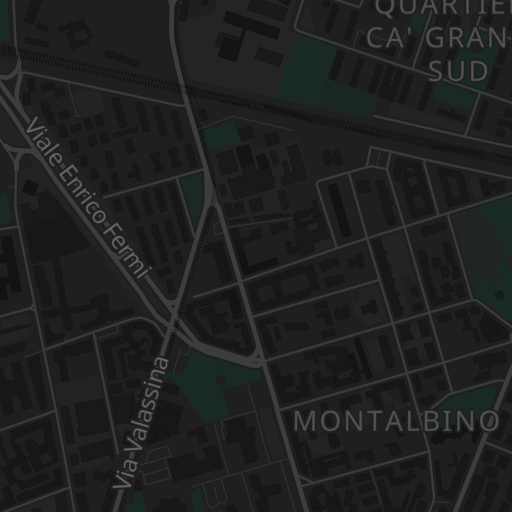 QUARTIE
CA' GRAN
SUD
Viale Enrico Fermi
Via Valassina
MONTALBINO